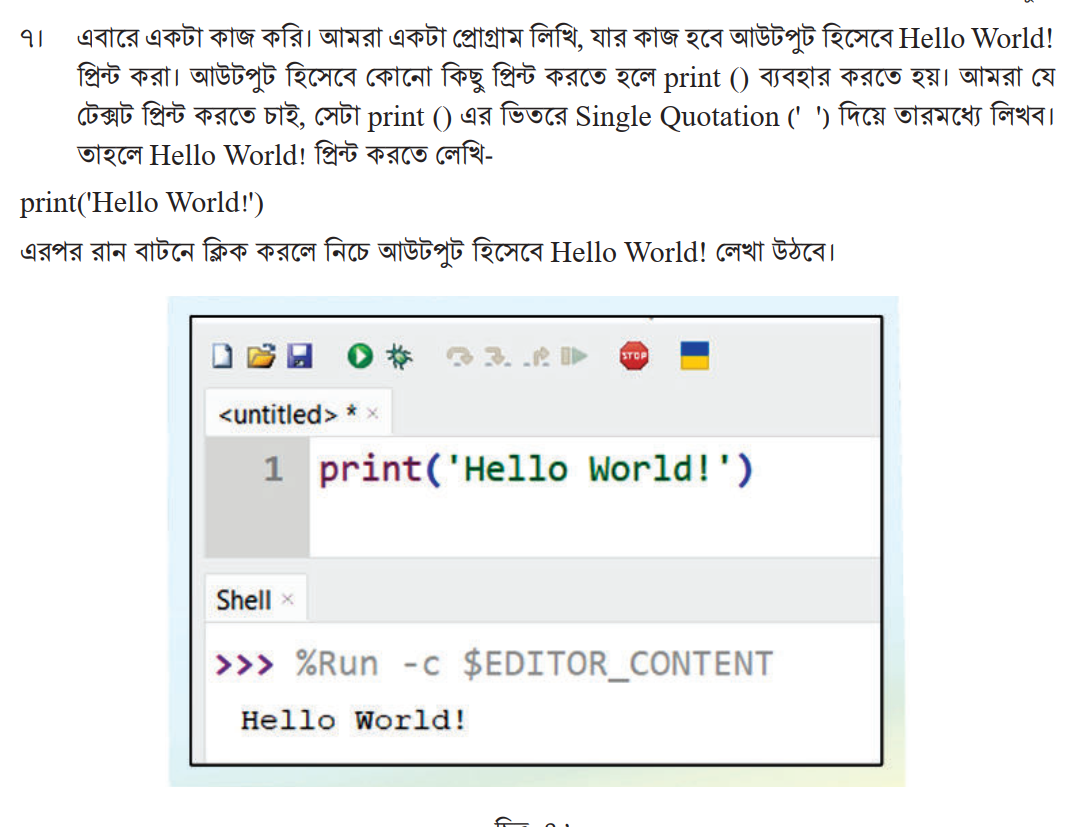 ৭। এবারে একটা কাজ করি। আমরা একটা প্রোগ্রাম লিখি, যার কাজ হবে আউটপুট হিসেবে Hello World!
প্রিন্ট করা। আউটপুট হিসেবে কোনো কিছু প্রিন্ট করতে হলে print () ব্যবহার করতে হয়। আমরা যে
টেক্সট প্রিন্ট করতে চাই, সেটা print () এর ভিতরে Single Quotation (' ') দিয়ে তারমধ্যে লিখব।
তাহলে Hello World! প্রিন্ট করতে লেখি-
print('Hello World!')
এরপর রান বাটনে ক্লিক করলে নিচে আউটপুট হিসেবে Hello World! লেখা উঠবে।
STOP
<untitled> * ×
1 print('Hello World!')
Shell ×
>>> %Run -c $EDITOR_CONTENT
Hello World!